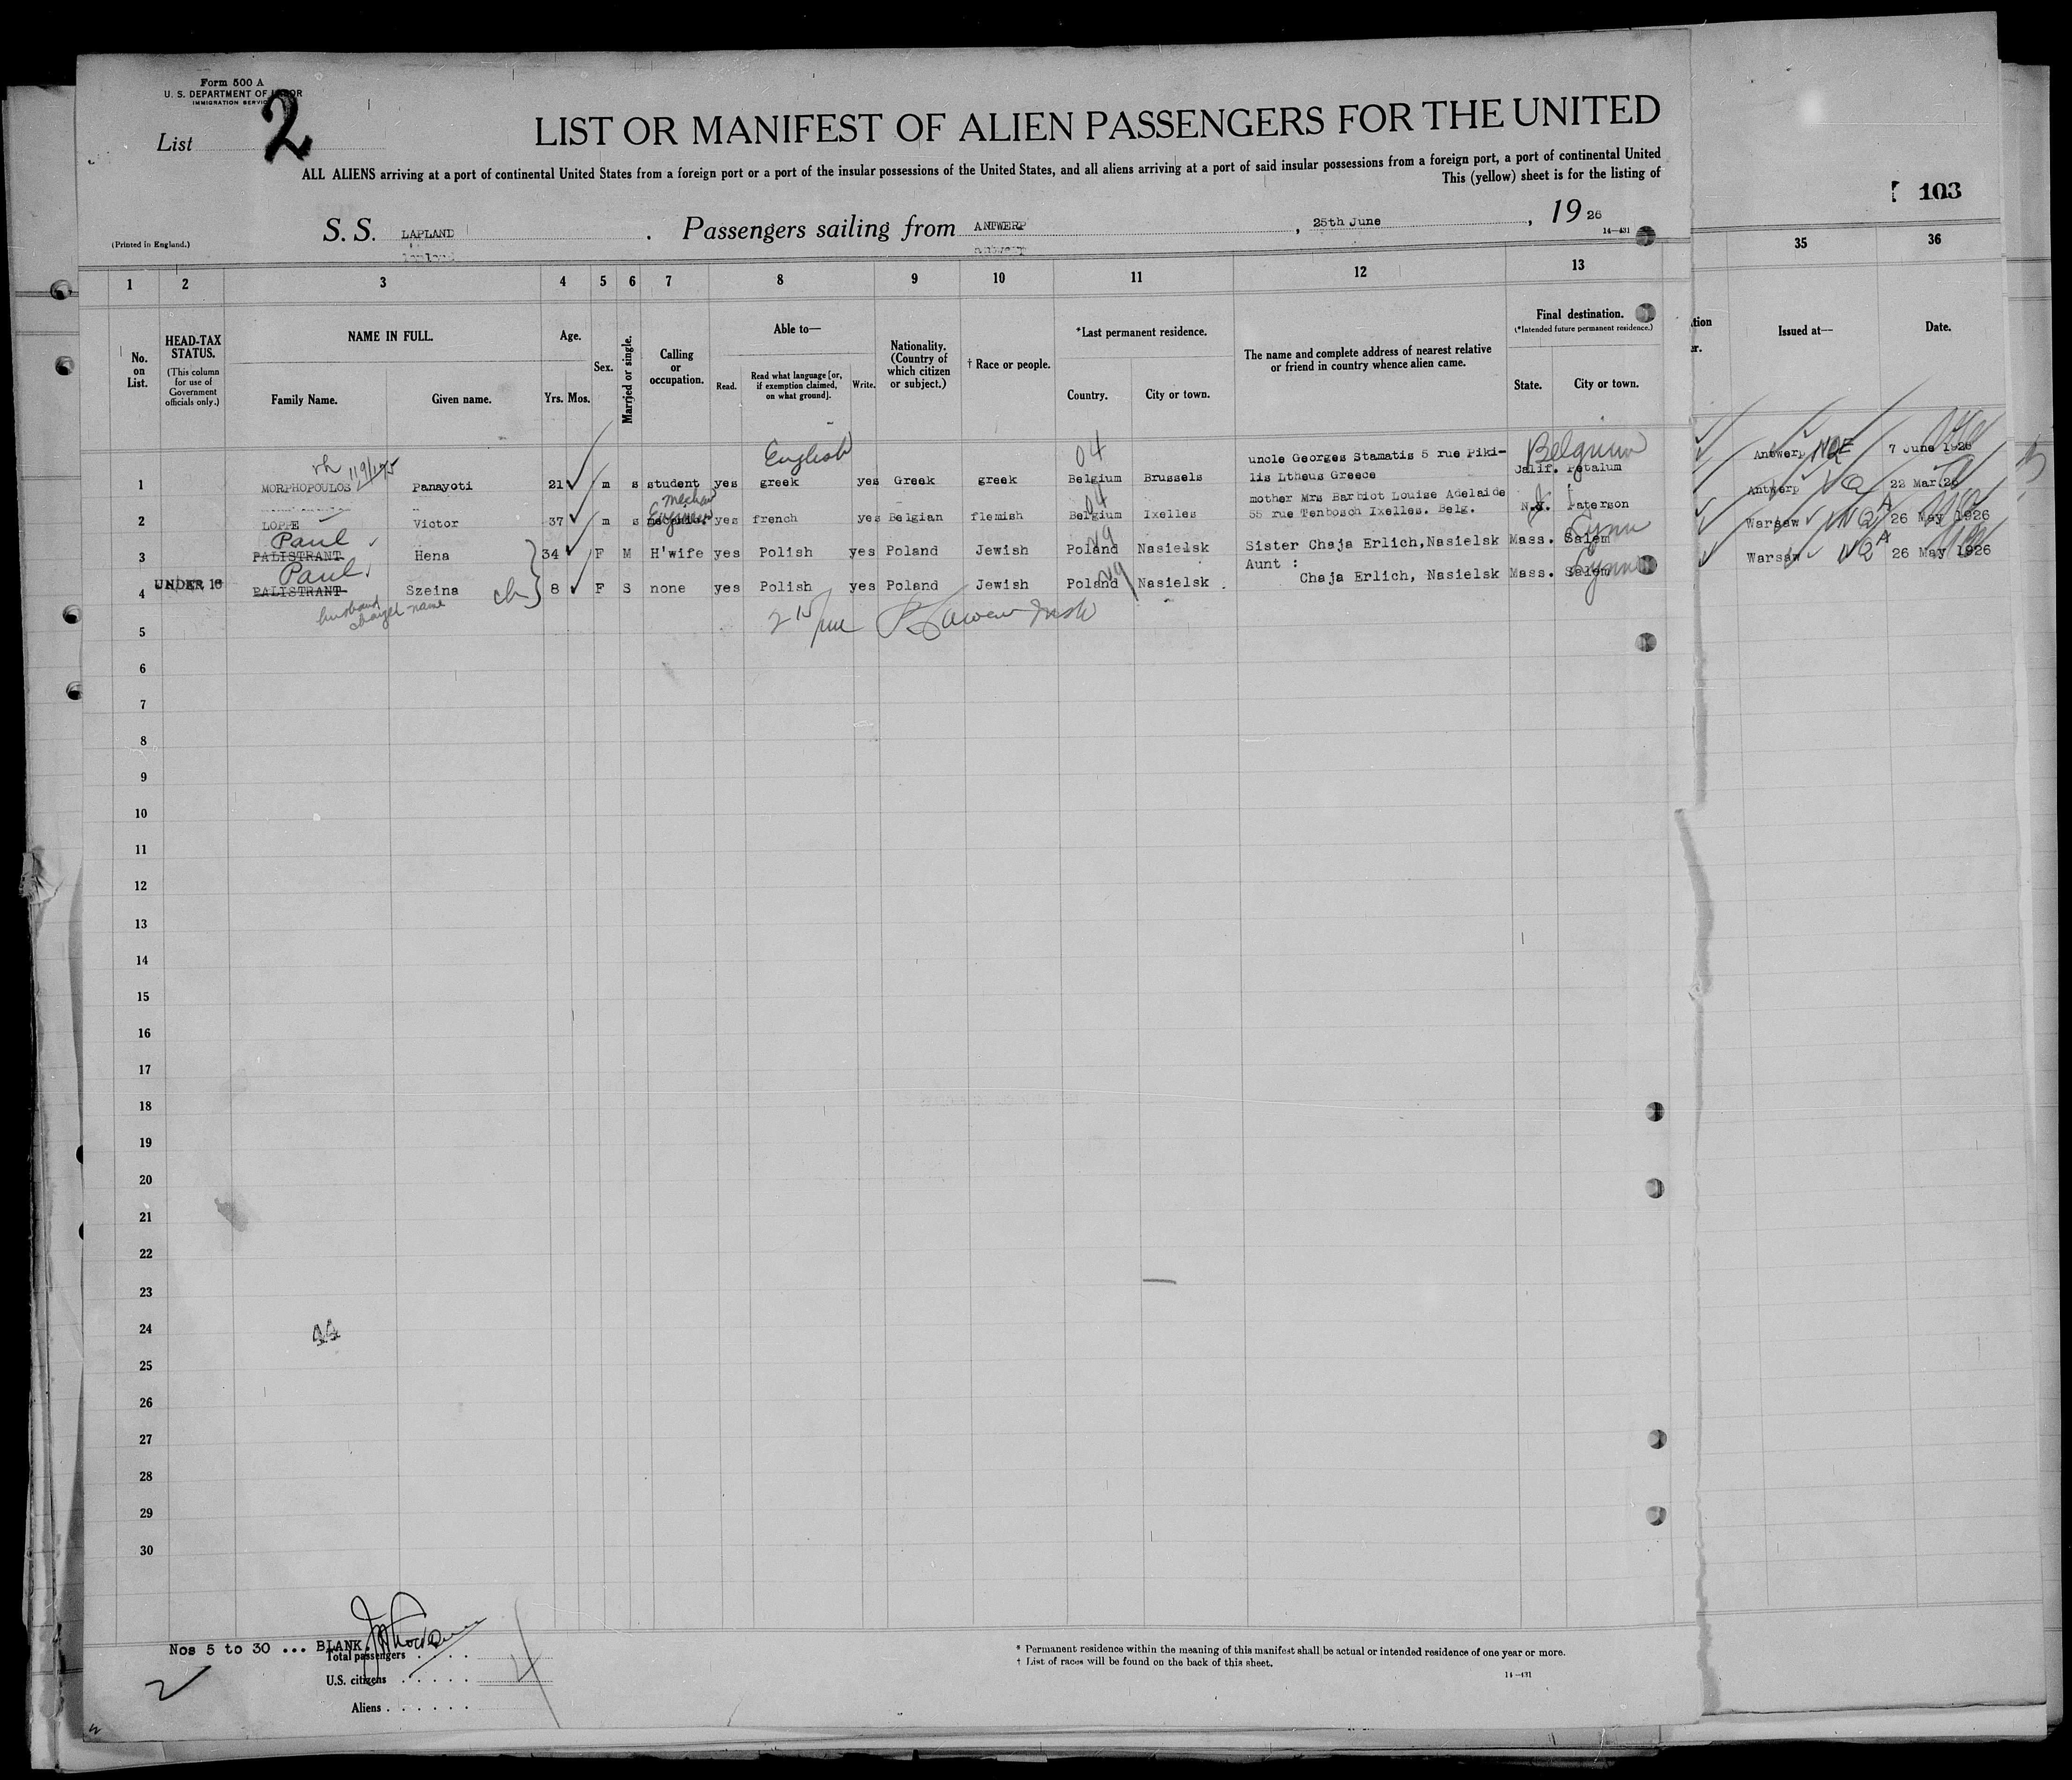 Form 500 A
U. S. DEPARTMENT OF LABOR
IMMIGRATION SERVICE
List 2
LIST OR MANIFEST OF ALIEN PASSENGERS FOR THE UNITED
ALL ALIENS arriving at a port of continental United States from a foreign port or a port of the insular possessions of the United States, and all aliens arriving at a port of said insular possessions from a foreign port, a port of continental United
This (yellow) sheet is for the listing of
103
(Printed in England.)
S. S. LAPLAND . Passengers sailing from ANTWERP , 25th June , 19 26
14—431
1 2 3 4 5 6 7 8 9 10 11 12 13 35 36
No. on List.
HEAD-TAX STATUS.
(This column for use of Government officials only.)
NAME IN FULL.
Family Name. Given name.
Age.
Yrs. Mos.
Sex.
Married or single.
Calling or occupation.
Able to—
Read. Read what language [or, if exemption claimed, on what ground]. Write.
Nationality. (Country of which citizen or subject.)
† Race or people.
*Last permanent residence.
Country. City or town.
The name and complete address of nearest relative or friend in country whence alien came.
Final destination.
(*Intended future permanent residence.)
State. City or town.
Issued at— Date.
English 04 uncle Georges Stamatis 5 rue Piki- Belgium
1 MORPHOPOULOS Panayoti 21 m s student yes greek yes Greek greek Belgium Brussels lis Ltheus Greece Jalif. Petalum Antwerp 7 June 1926
04 mother Mrs Barbiot Louise Adelaide
2 LOPPE Victor 37 m s yes french yes Belgian flemish Belgium Ixelles 55 rue Tenbosch Ixelles. Belg. N.J. Paterson Antwerp 22 Mar 26
Paul Lynn
3 PALISTRANT Hena 34 F M H'wife yes Polish yes Poland Jewish Poland Nasielsk Sister Chaja Erlich, Nasielsk Mass. Salem Warsaw 26 May 1926
Paul Aunt : Lynn
UNDER 16
4 PALISTRANT Szeina ch 8 F S none yes Polish yes Poland Jewish Poland Nasielsk Chaja Erlich, Nasielsk Mass. Salem Warsaw 26 May 1926
husband changed name
5
6
7
8
9
10
11
12
13
14
15
16
17
18
19
20
21
22
23
24
25
26
27
28
29
30
Nos 5 to 30 ... BLANK.
Total passengers
U.S. citizens 4
Aliens
* Permanent residence within the meaning of this manifest shall be actual or intended residence of one year or more.
† List of races will be found on the back of this sheet.
14—431